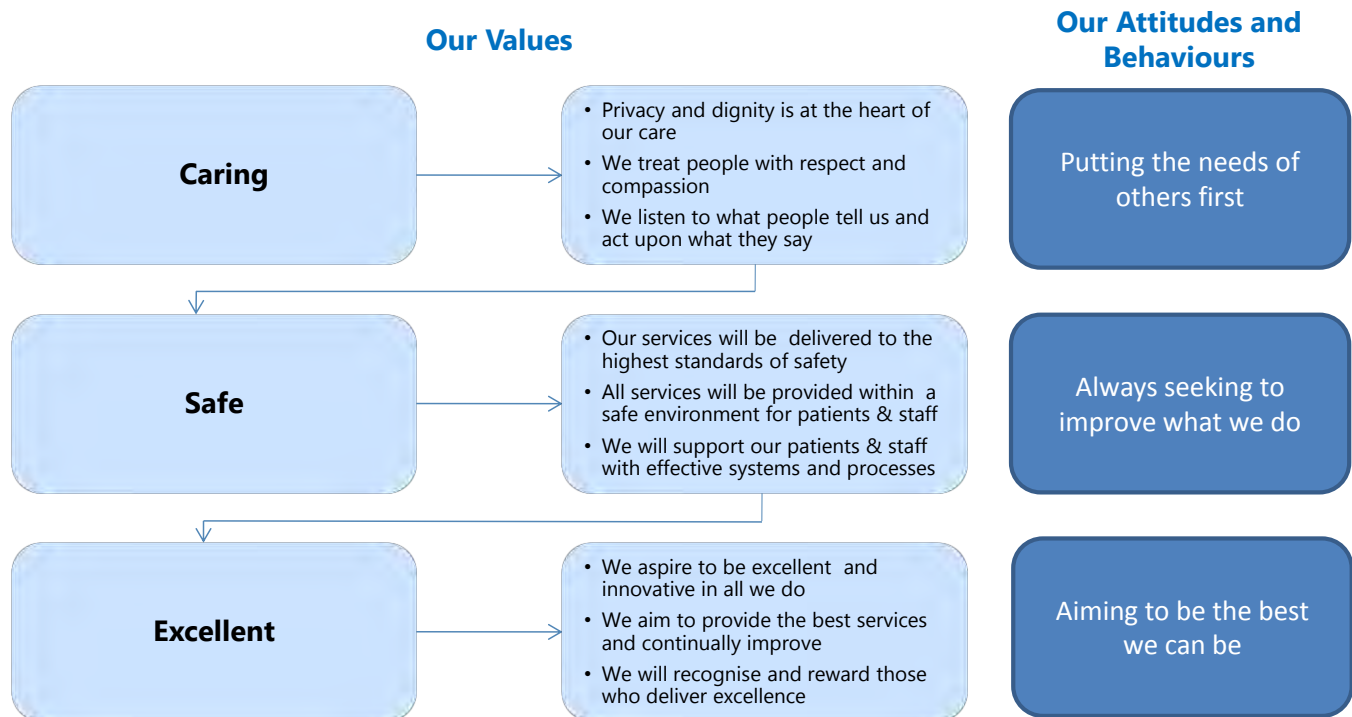 Our Values
Our Attitudes and
Behaviours
Caring
• Privacy and dignity is at the heart of
our care
• We treat people with respect and
compassion
• We listen to what people tell us and
act upon what they say
Putting the needs of
others first
Safe
• Our services will be delivered to the
highest standards of safety
• All services will be provided within a
safe environment for patients & staff
• We will support our patients & staff
with effective systems and processes
Always seeking to
improve what we do
Excellent
• We aspire to be excellent and
innovative in all we do
• We aim to provide the best services
and continually improve
• We will recognise and reward those
who deliver excellence
Aiming to be the best
we can be